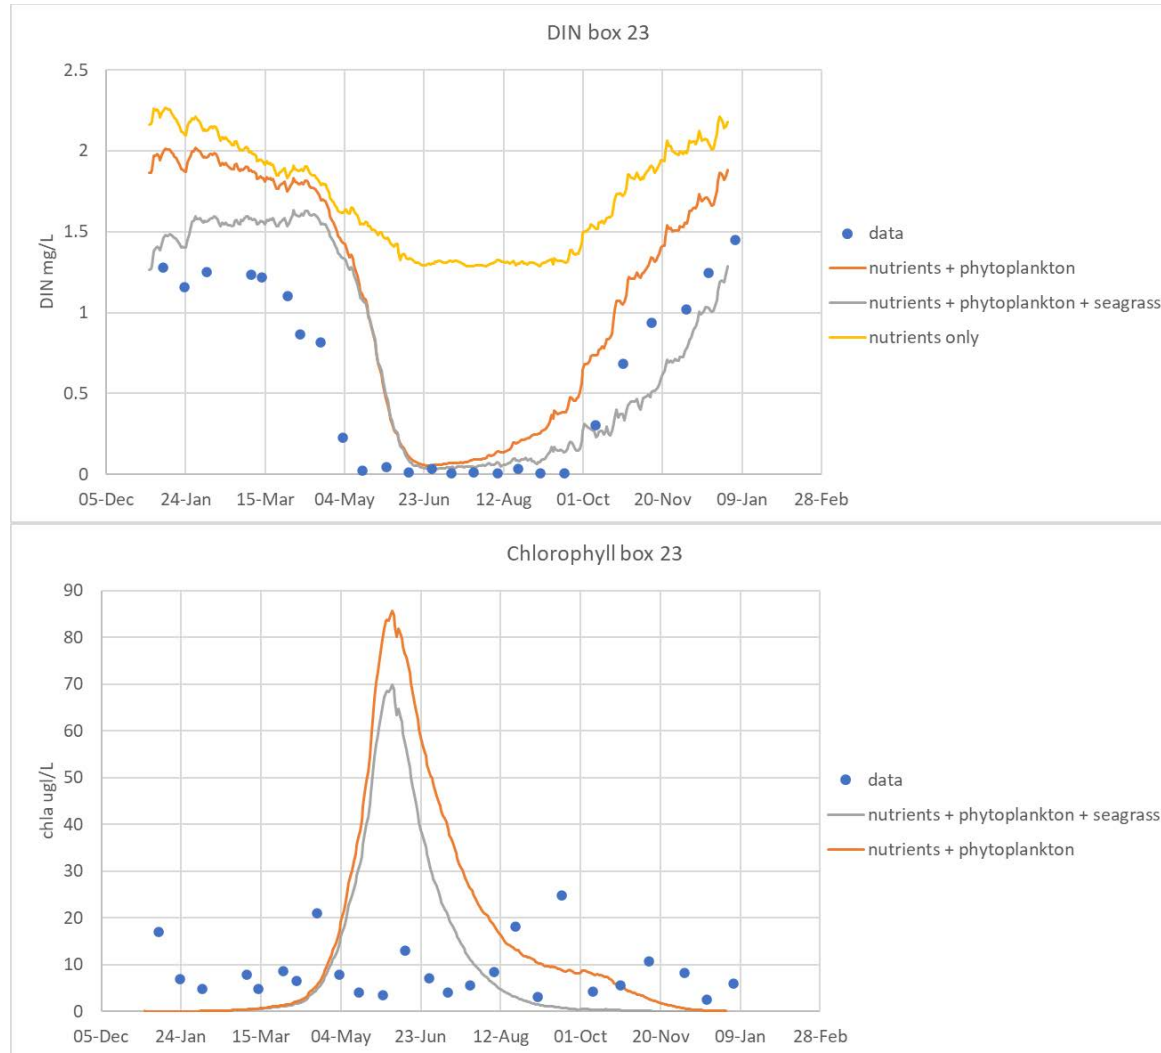 DIN box 23
2.5
2
1.5
1
0.5
0
DIN mg/L
05-Dec 24-Jan 15-Mar 04-May 23-Jun 12-Aug 01-Oct 20-Nov 09-Jan 28-Feb
data
nutrients + phytoplankton
nutrients + phytoplankton + seagrass
nutrients only
Chlorophyll box 23
90
80
70
60
50
40
30
20
10
0
chla ugl/L
05-Dec 24-Jan 15-Mar 04-May 23-Jun 12-Aug 01-Oct 20-Nov 09-Jan 28-Feb
data
nutrients + phytoplankton + seagrass
nutrients + phytoplankton